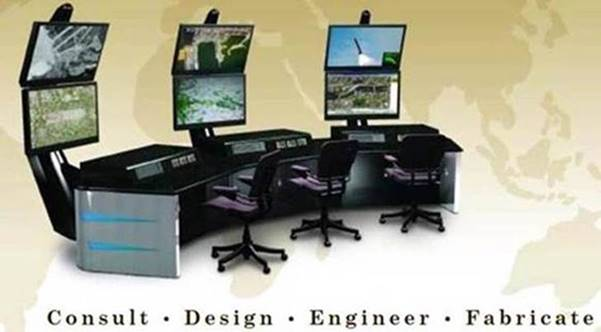 Consult • Design • Engineer • Fabricate